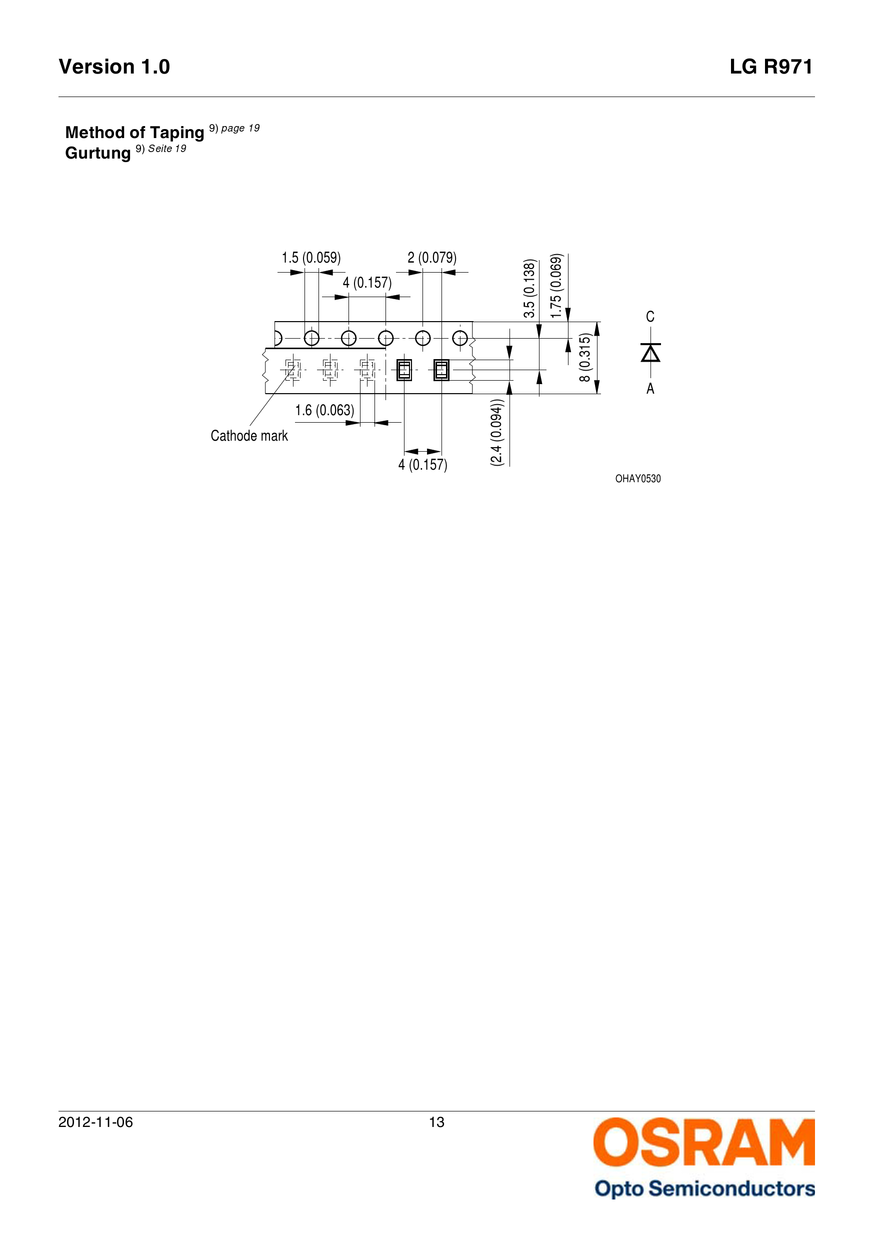 Version 1.0 LG R971
Method of Taping 9) page 19
Gurtung 9) Seite 19
1.5 (0.059)
2 (0.079)
4 (0.157)
3.5 (0.138)
1.75 (0.069)
8 (0.315)
C
A
1.6 (0.063)
Cathode mark
4 (0.157)
(2.4 (0.094))
OHAY0530
2012-11-06 13
OSRAM
Opto Semiconductors